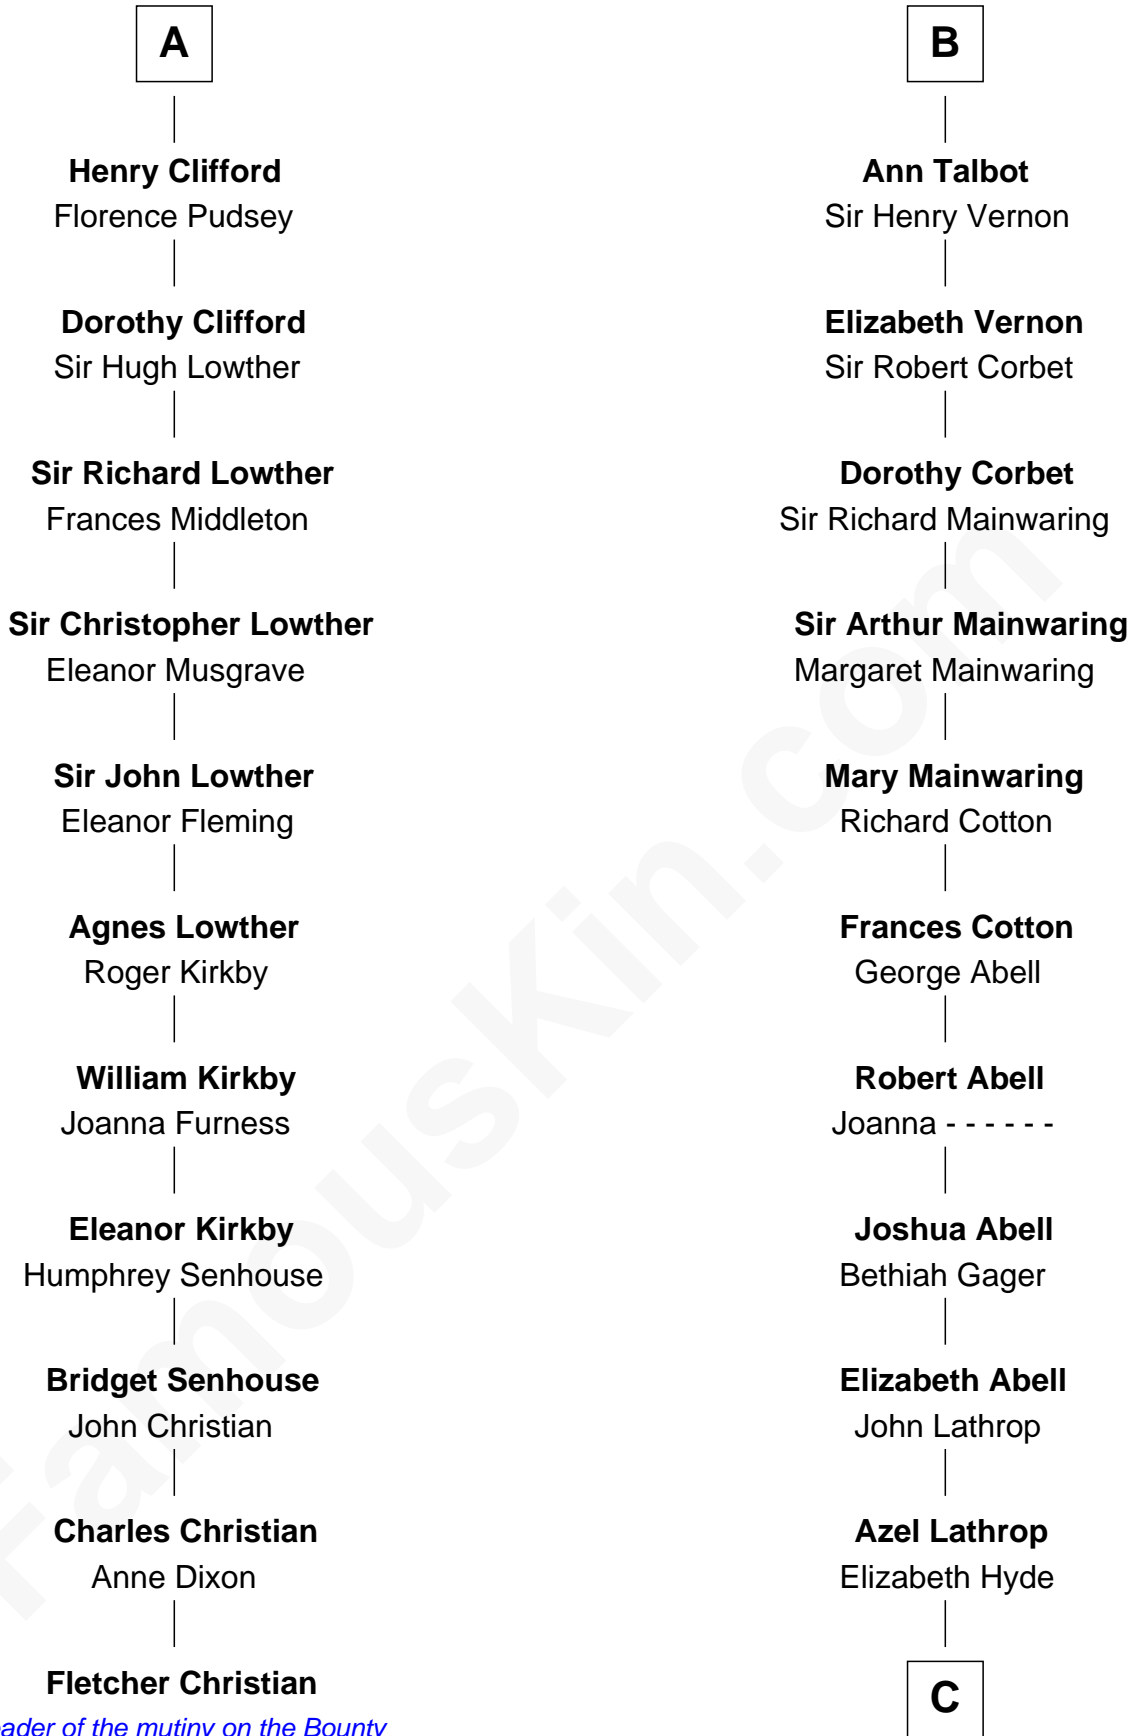 A
Henry Clifford
Florence Pudsey
Dorothy Clifford
Sir Hugh Lowther
Sir Richard Lowther
Frances Middleton
Sir Christopher Lowther
Eleanor Musgrave
Sir John Lowther
Eleanor Fleming
Agnes Lowther
Roger Kirkby
William Kirkby
Joanna Furness
Eleanor Kirkby
Humphrey Senhouse
Bridget Senhouse
John Christian
Charles Christian
Anne Dixon
Fletcher Christian
of the mutiny on the Bounty
B
Ann Talbot
Sir Henry Vernon
Elizabeth Vernon
Sir Robert Corbet
Dorothy Corbet
Sir Richard Mainwaring
Sir Arthur Mainwaring
Margaret Mainwaring
Mary Mainwaring
Richard Cotton
Frances Cotton
George Abell
Robert Abell
Joanna - - - - - -
Joshua Abell
Bethiah Gager
Elizabeth Abell
John Lathrop
Azel Lathrop
Elizabeth Hyde
C
FamousKin.com